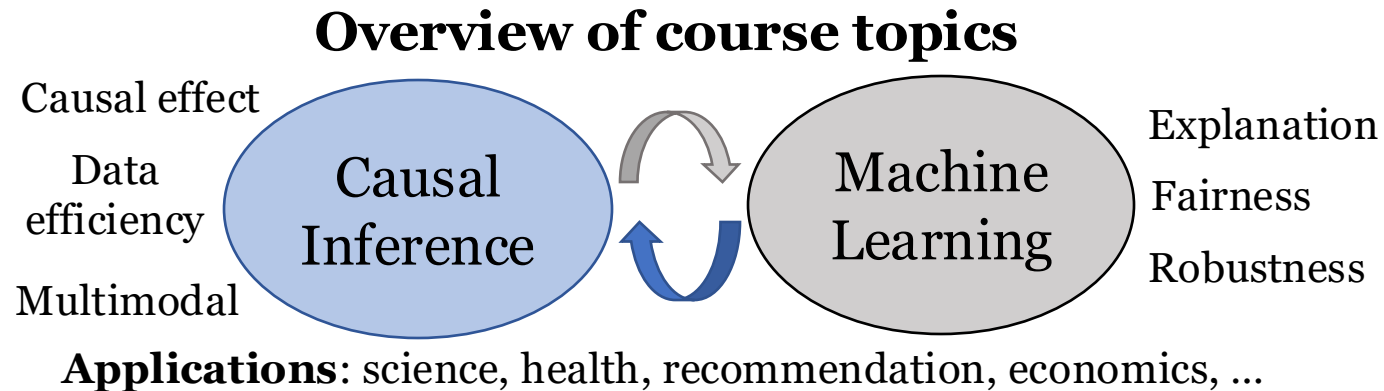 Overview of course topics
Causal effect
Data
efficiency
Multimodal
Causal
Inference
Machine
Learning
Explanation
Fairness
Robustness
Applications: science, health, recommendation, economics, ...